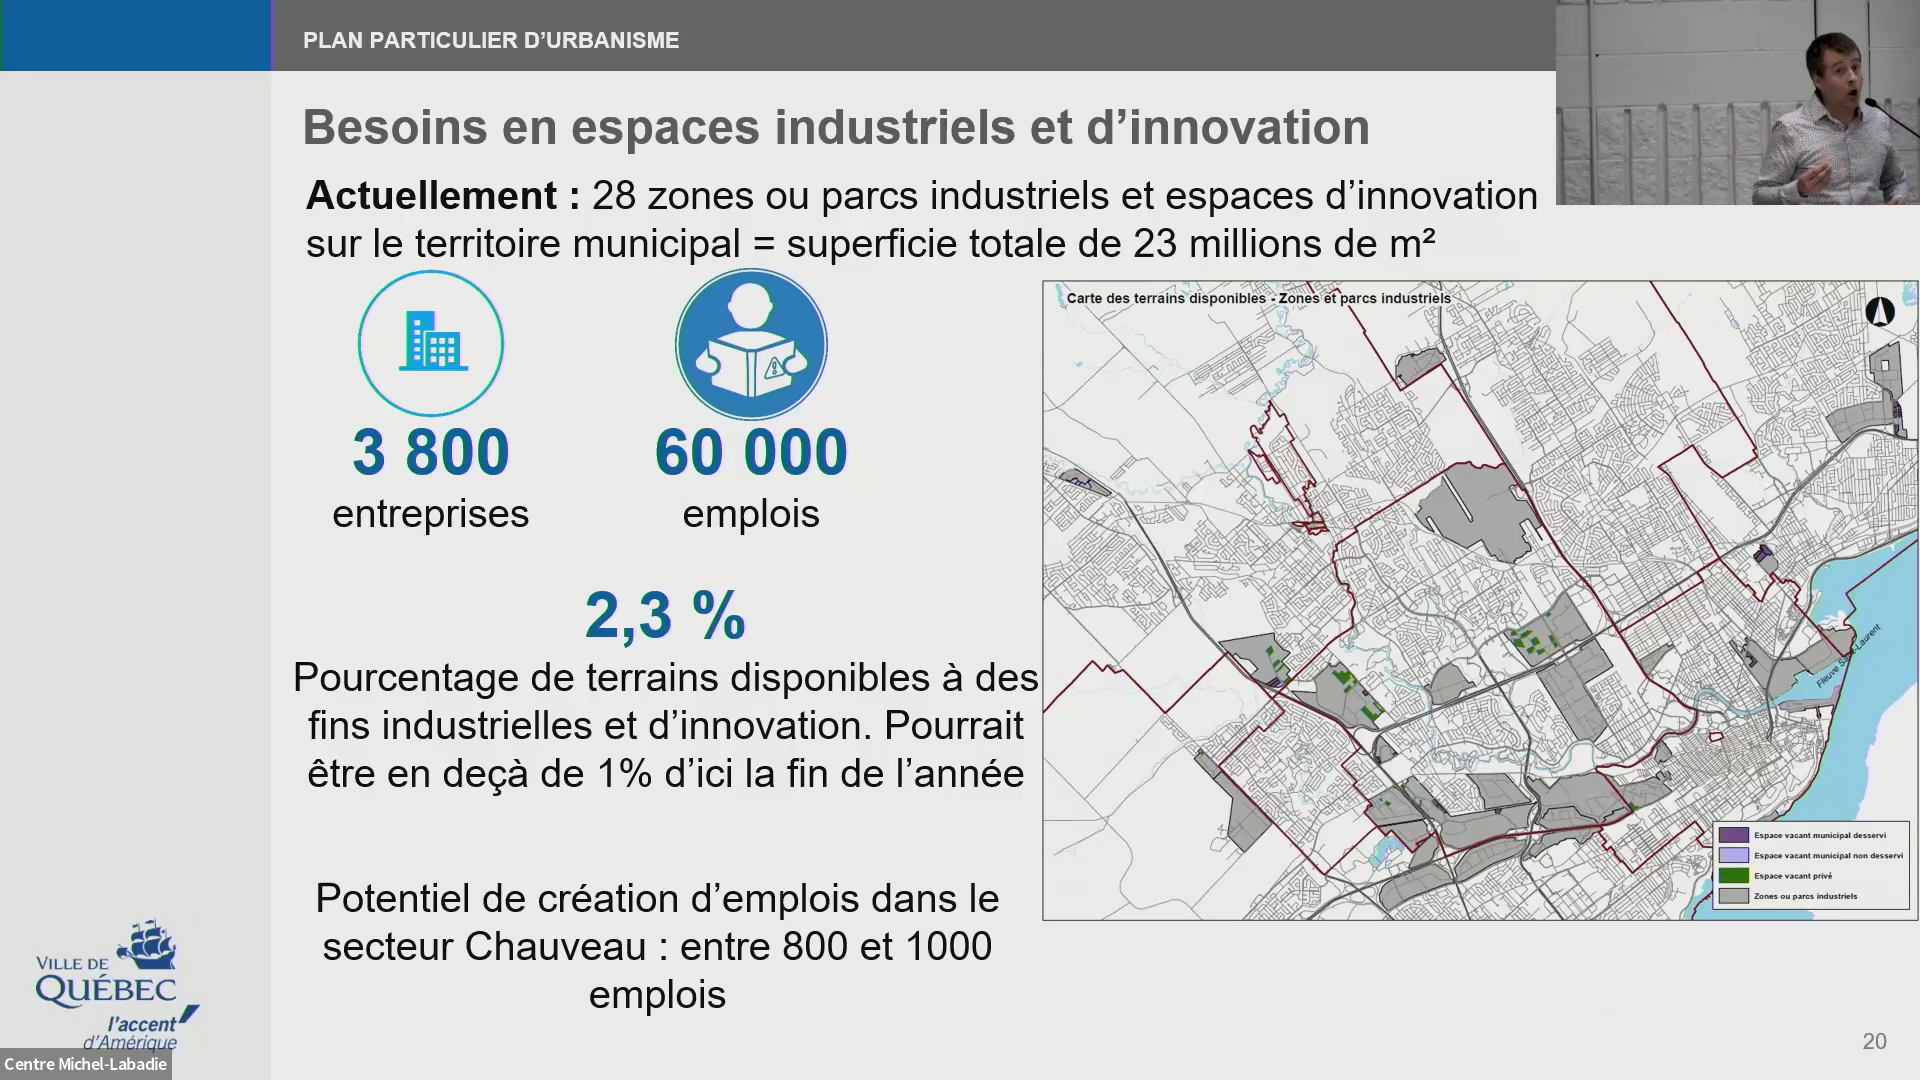 PLAN PARTICULIER D’URBANISME
Besoins en espaces industriels et d’innovation
Actuellement : 28 zones ou parcs industriels et espaces d’innovation
sur le territoire municipal = superficie totale de 23 millions de m²
3 800
entreprises
60 000
emplois
2,3 %
Pourcentage de terrains disponibles à des
fins industrielles et d’innovation. Pourrait
être en deçà de 1% d’ici la fin de l’année
Potentiel de création d’emplois dans le
secteur Chauveau : entre 800 et 1000
emplois
Carte des terrains disponibles - Zones et parcs industriels
Fleuve Saint-Laurent
Espace vacant municipal desservi
Espace vacant municipal non desservi
Espace vacant privé
Zones ou parcs industriels
VILLE DE
QUÉBEC
l’accent
d’Amérique
Centre Michel-Labadie
20